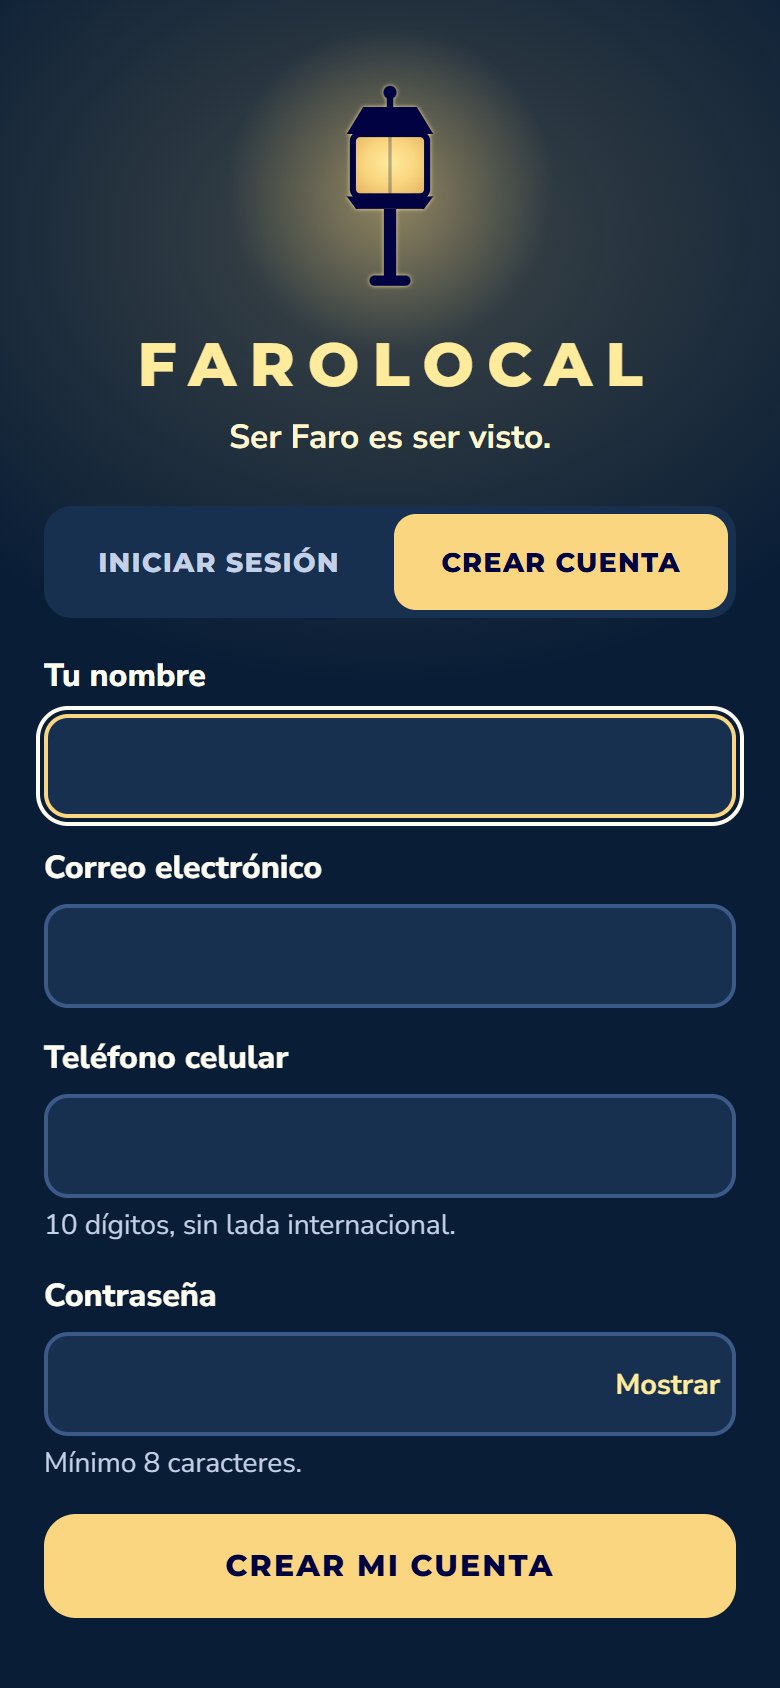 FAROLOCAL
Ser Faro es ser visto.
INICIAR SESIÓN
CREAR CUENTA
Tu nombre
Correo electrónico
Teléfono celular
10 dígitos, sin lada internacional.
Contraseña
Mostrar
Mínimo 8 caracteres.
CREAR MI CUENTA